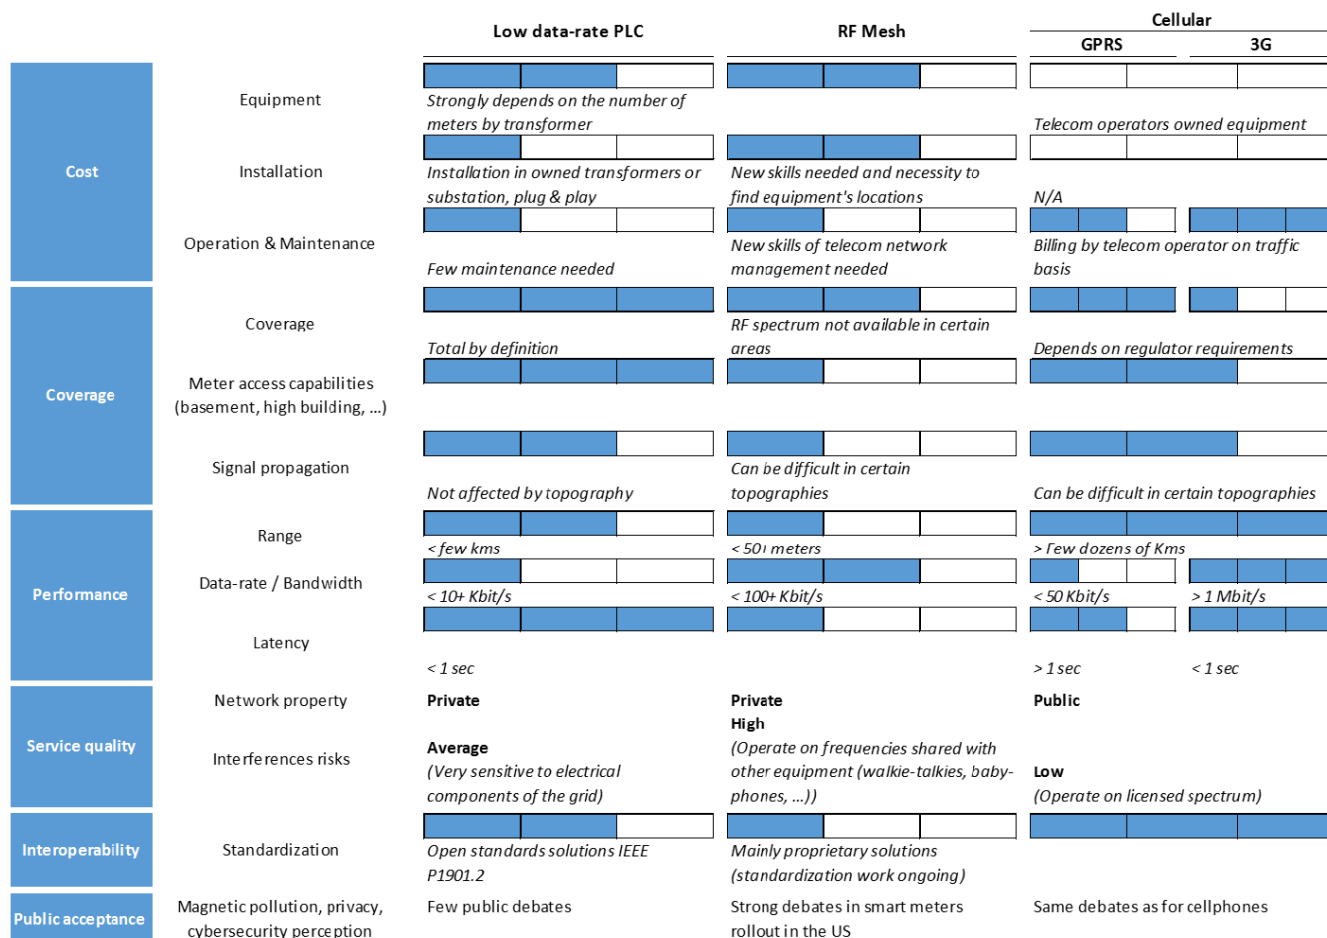 Low data-rate PLC
RF Mesh
Cellular
GPRS
3G
Cost
Equipment
Strongly depends on the number of
meters by transformer
Telecom operators owned equipment
Installation
Installation in owned transformers or
substation, plug & play
New skills needed and necessity to
find equipment's locations
N/A
Operation & Maintenance
Few maintenance needed
New skills of telecom network
management needed
Billing by telecom operator on traffic
basis
Coverage
Coverage
Total by definition
RF spectrum not available in certain
areas
Depends on regulator requirements
Meter access capabilities
(basement, high building, ...)
Signal propagation
Not affected by topography
Can be difficult in certain
topographies
Can be difficult in certain topographies
Performance
Range
< few kms
< 50+ meters
> Few dozens of Kms
Data-rate / Bandwidth
< 10+ Kbit/s
< 100+ Kbit/s
< 50 Kbit/s
> 1 Mbit/s
Latency
< 1 sec
> 1 sec
< 1 sec
Service quality
Network property
Private
Private
Public
Interferences risks
Average
(Very sensitive to electrical
components of the grid)
High
(Operate on frequencies shared with
other equipment (walkie-talkies, baby-
phones, ...))
Low
(Operate on licensed spectrum)
Interoperability
Standardization
Open standards solutions IEEE
P1901.2
Mainly proprietary solutions
(standardization work ongoing)
Public acceptance
Magnetic pollution, privacy,
cybersecurity perception
Few public debates
Strong debates in smart meters
rollout in the US
Same debates as for cellphones